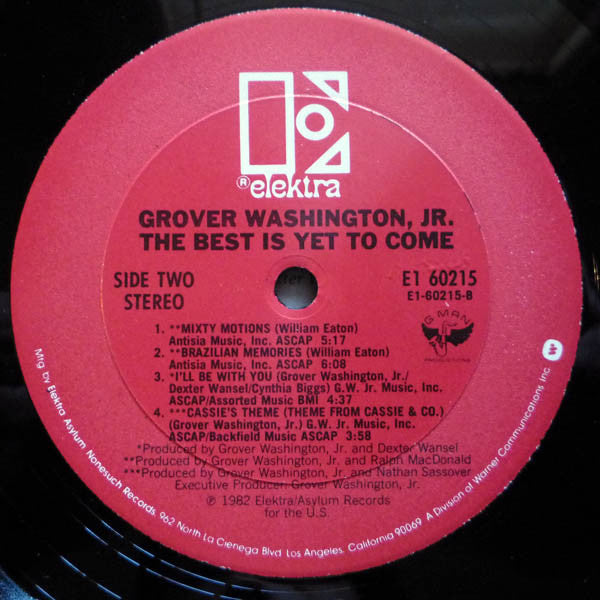 ® elektra
GROVER WASHINGTON, JR.
THE BEST IS YET TO COME
SIDE TWO
STEREO
E1 60215
E1-60215-B
G MAN
PRODUCTIONS
1. **MIXTY MOTIONS (William Eaton)
Antisia Music, Inc. ASCAP 5:17
2. **BRAZILIAN MEMORIES (William Eaton)
Antisia Music, Inc. ASCAP 6:08
3. *I'LL BE WITH YOU (Grover Washington, Jr./
Dexter Wansel/Cynthia Biggs) G.W. Jr. Music, Inc.
ASCAP/Assorted Music BMI 4:37
4. ***CASSIE'S THEME (THEME FROM CASSIE & CO.)
(Grover Washington, Jr.) G.W. Jr. Music, Inc.
ASCAP/Backfield Music ASCAP 3:58
*Produced by Grover Washington, Jr. and Dexter Wansel
**Produced by Grover Washington, Jr. and Ralph MacDonald
***Produced by Grover Washington, Jr. and Nathan Sassover
Executive Producer: Grover Washington, Jr.
℗ 1982 Elektra/Asylum Records
for the U.S.
Mfg. by Elektra Asylum Nonesuch Records, 962 North La Cienega Blvd. Los Angeles, California 90069 A Division of Warner Communications Inc. W